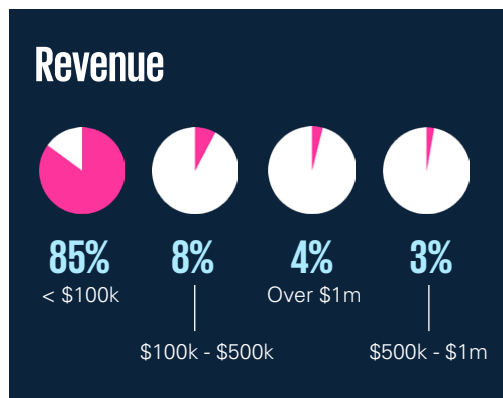 Revenue
85% 8% 4% 3%
< $100k Over $1m
$100k - $500k $500k - $1m